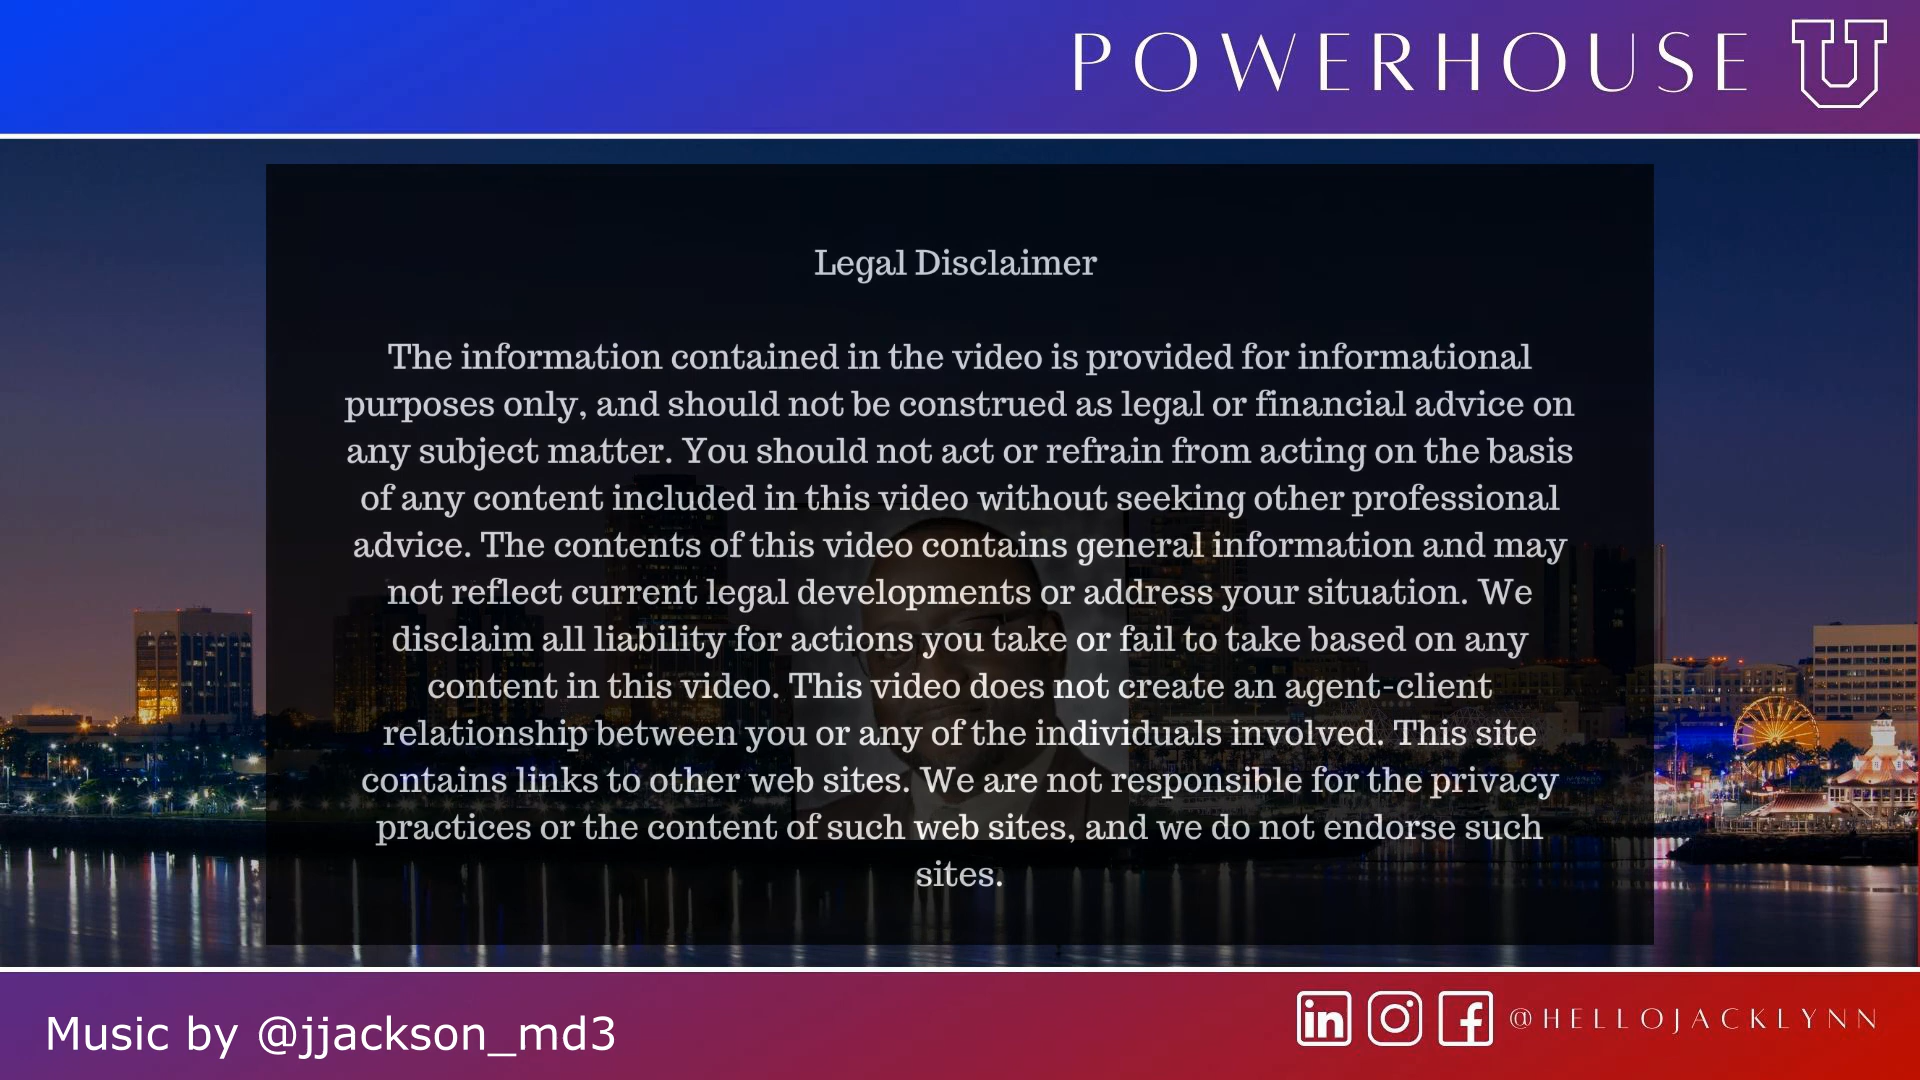 POWERHOUSE U
Legal Disclaimer
The information contained in the video is provided for informational
purposes only, and should not be construed as legal or financial advice on
any subject matter. You should not act or refrain from acting on the basis
of any content included in this video without seeking other professional
advice. The contents of this video contains general information and may
not reflect current legal developments or address your situation. We
disclaim all liability for actions you take or fail to take based on any
content in this video. This video does not create an agent-client
relationship between you or any of the individuals involved. This site
contains links to other web sites. We are not responsible for the privacy
practices or the content of such web sites, and we do not endorse such
sites.
Music by @jjackson_md3
in @HELLOJACKLYNN